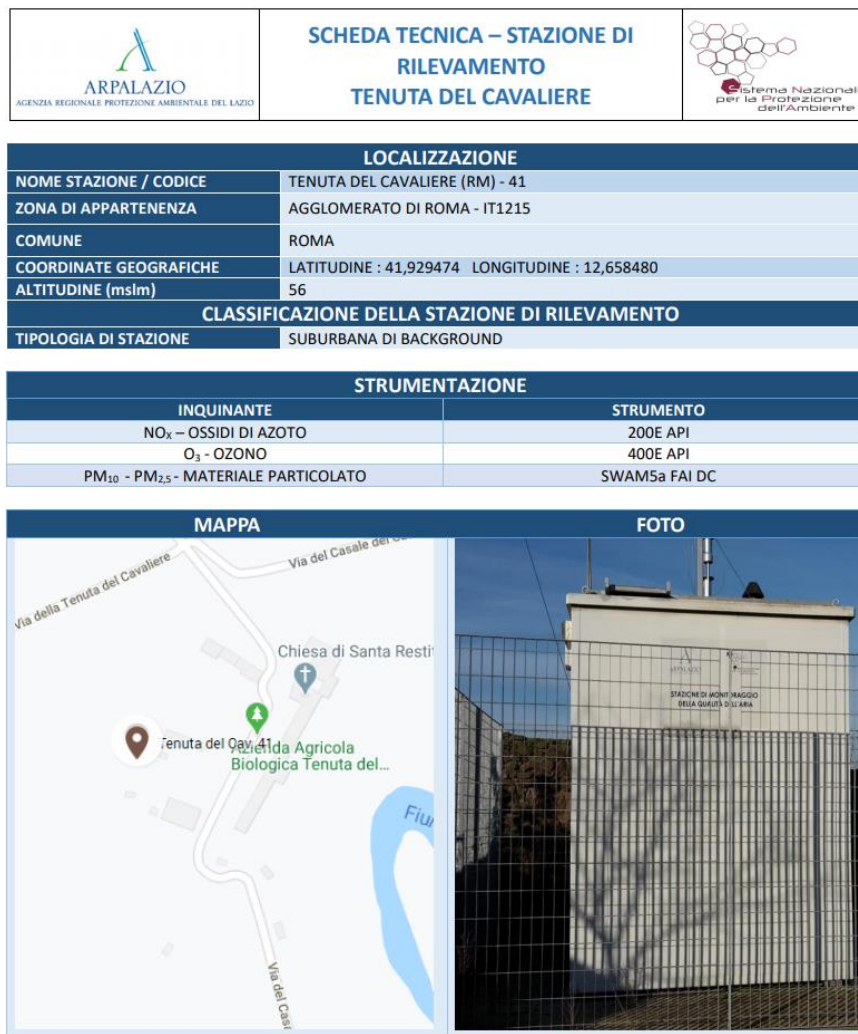 ARPALAZIO
AGENZIA REGIONALE PROTEZIONE AMBIENTALE DEL LAZIO
SCHEDA TECNICA – STAZIONE DI
RILEVAMENTO
TENUTA DEL CAVALIERE
Sistema Nazionale
per la Protezione
dell'Ambiente
LOCALIZZAZIONE
NOME STAZIONE / CODICE TENUTA DEL CAVALIERE (RM) - 41
ZONA DI APPARTENENZA AGGLOMERATO DI ROMA - IT1215
COMUNE ROMA
COORDINATE GEOGRAFICHE LATITUDINE : 41,929474 LONGITUDINE : 12,658480
ALTITUDINE (mslm) 56
CLASSIFICAZIONE DELLA STAZIONE DI RILEVAMENTO
TIPOLOGIA DI STAZIONE SUBURBANA DI BACKGROUND
STRUMENTAZIONE
INQUINANTE STRUMENTO
NOX – OSSIDI DI AZOTO 200E API
O3 - OZONO 400E API
PM10 - PM2,5 - MATERIALE PARTICOLATO SWAM5a FAI DC
MAPPA FOTO
Via del Casale del
Via della Tenuta del Cavaliere
Chiesa di Santa Resti
Tenuta del Cav. 41
Azienda Agricola
Biologica Tenuta del...
Fiu
Via del Cas
ARPALAZIO
STAZIONE DI MONITORAGGIO
DELLA QUALITÀ DELL'ARIA